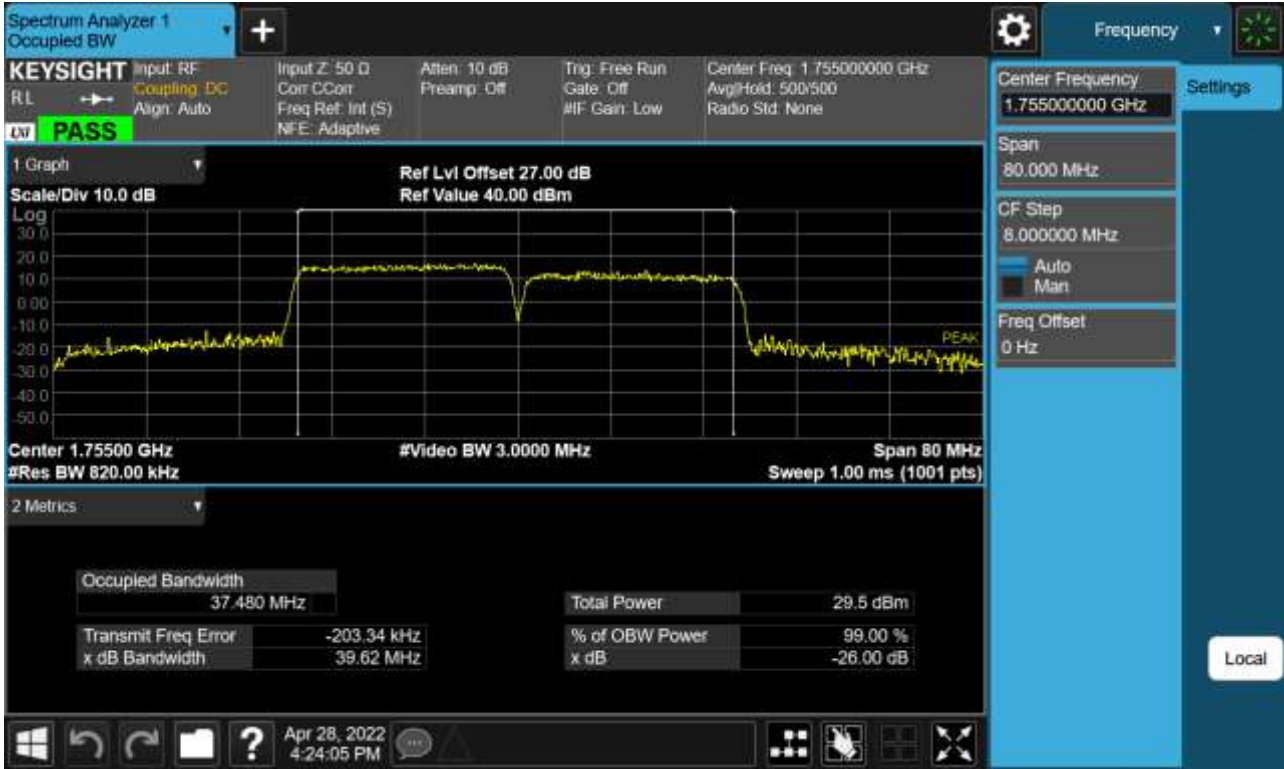 Spectrum Analyzer 1
Occupied BW
+
Frequency
KEYSIGHT
RL
LXI
PASS
Input: RF
Coupling: DC
Align: Auto
Input Z: 50 Ω
Corr CCorr
Freq Ref: Int (S)
NFE: Adaptive
Atten: 10 dB
Preamp: Off
Trig: Free Run
Gate: Off
#IF Gain: Low
Center Freq: 1.755000000 GHz
Avg|Hold: 500/500
Radio Std: None
Center Frequency
1.755000000 GHz
Settings
Span
80.000 MHz
CF Step
8.000000 MHz
Auto
Man
Freq Offset
0 Hz
Local
1 Graph
Scale/Div 10.0 dB
Ref Lvl Offset 27.00 dB
Ref Value 40.00 dBm
Log
30.0
20.0
10.0
0.00
-10.0
-20.0
-30.0
-40.0
-50.0
PEAK
Center 1.75500 GHz
#Video BW 3.0000 MHz
Span 80 MHz
#Res BW 820.00 kHz
Sweep 1.00 ms (1001 pts)
2 Metrics
Occupied Bandwidth
37.480 MHz
Total Power 29.5 dBm
Transmit Freq Error -203.34 kHz
% of OBW Power 99.00 %
x dB Bandwidth 39.62 MHz
x dB -26.00 dB
?
Apr 28, 2022
4:24:05 PM